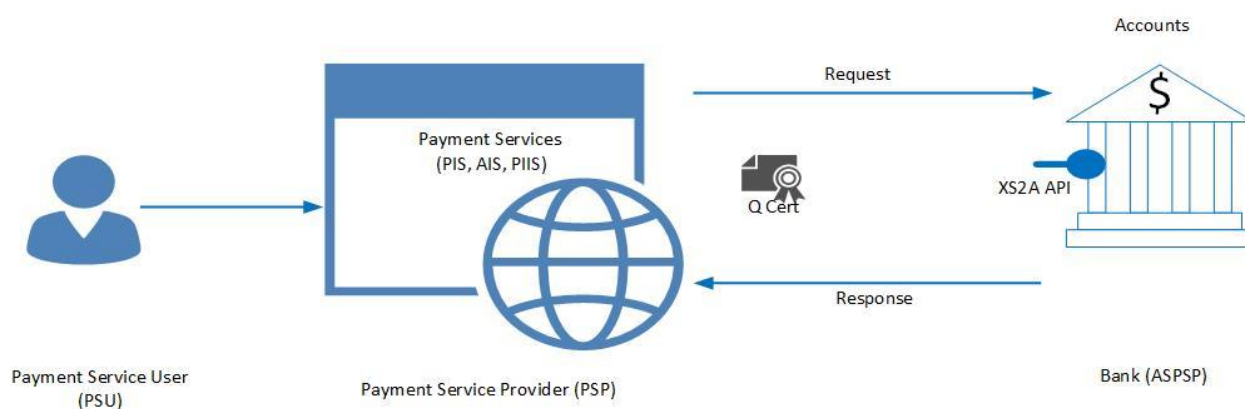 Accounts
Request
$
Payment Services
(PIS, AIS, PIIS)
XS2A API
Q Cert
Response
Payment Service User
(PSU)
Payment Service Provider (PSP)
Bank (ASPSP)